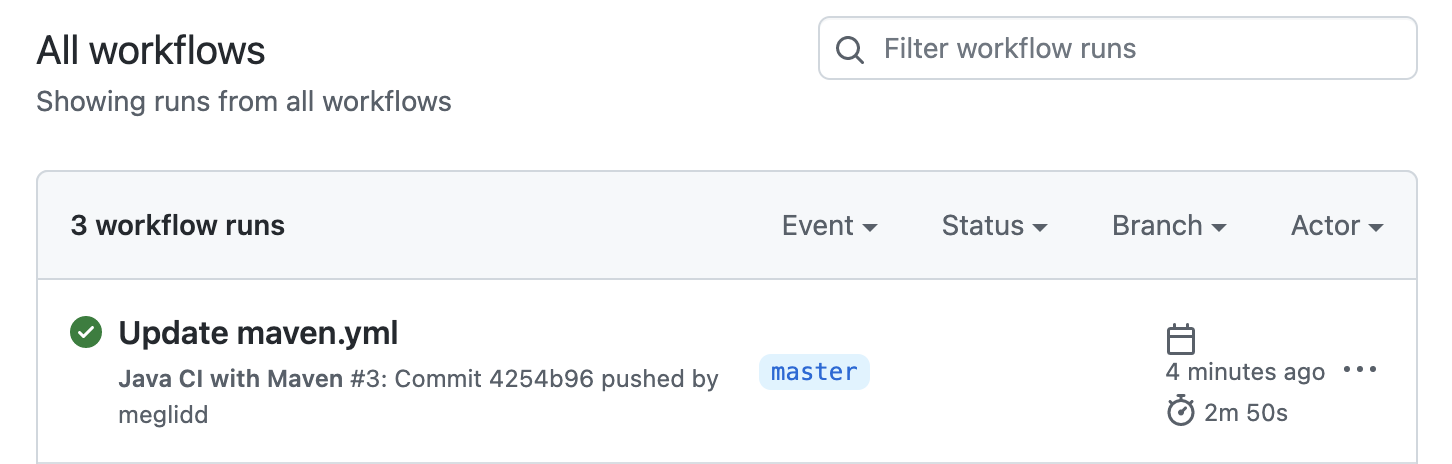 All workflows
Filter workflow runs
Showing runs from all workflows
3 workflow runs
Event
Status
Branch
Actor
Update maven.yml
Java CI with Maven #3: Commit 4254b96 pushed by
meglidd
master
4 minutes ago
2m 50s